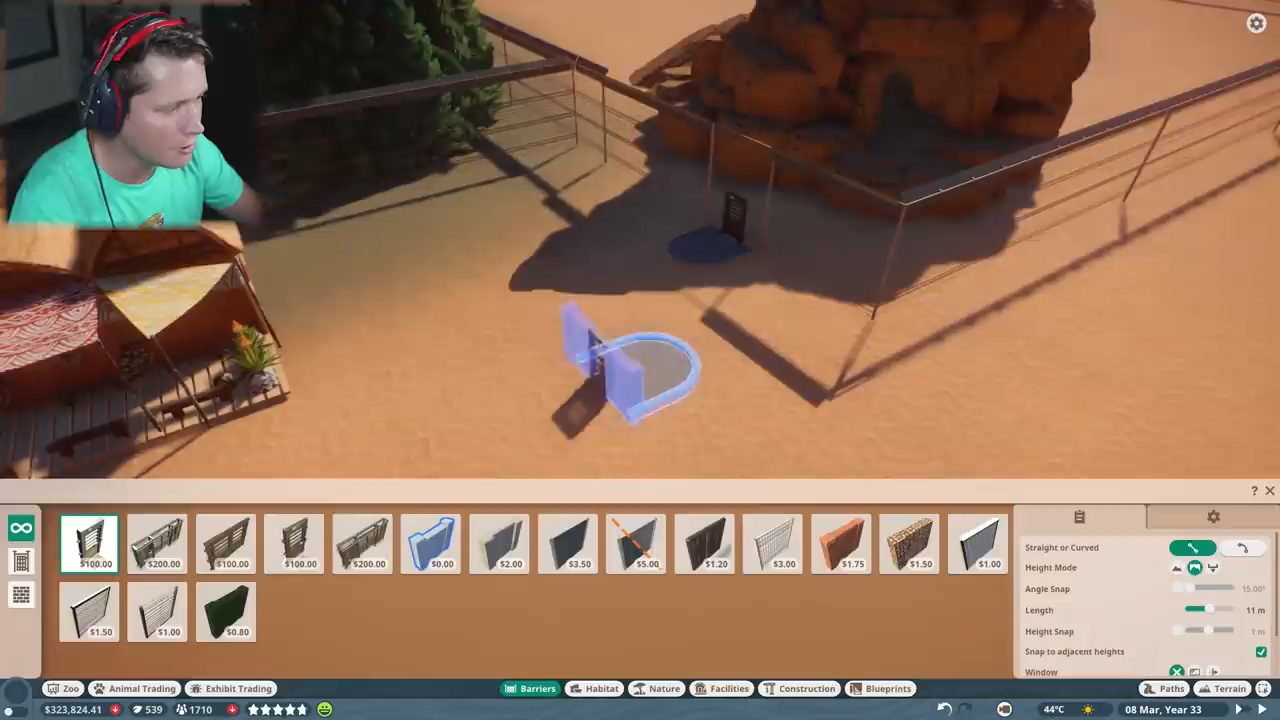 ? ✕
$100.00 $200.00 $100.00 $100.00 $200.00 $0.00 $2.00 $3.50 $5.00 $1.20 $3.00 $1.75 $1.50 $1.00
$1.50 $1.00 $0.80
Straight or Curved
Height Mode
Angle Snap 15.00°
Length 11 m
Height Snap 1 m
Snap to adjacent heights
Window
Zoo Animal Trading Exhibit Trading Barriers Habitat Nature Facilities Construction Blueprints Paths Terrain
$323,824.41 539 1710 44°C 08 Mar, Year 33